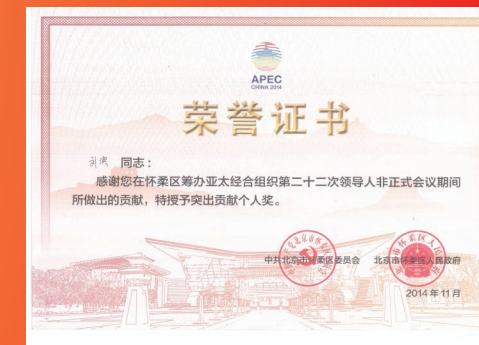 APEC
CHINA 2014
荣誉证书
同志：
感谢您在怀柔区筹办亚太经合组织第二十二次领导人非正式会议期间
所做出的贡献，特授予突出贡献个人奖。
中共北京市怀柔区委员会 北京市怀柔区人民政府
2014年11月